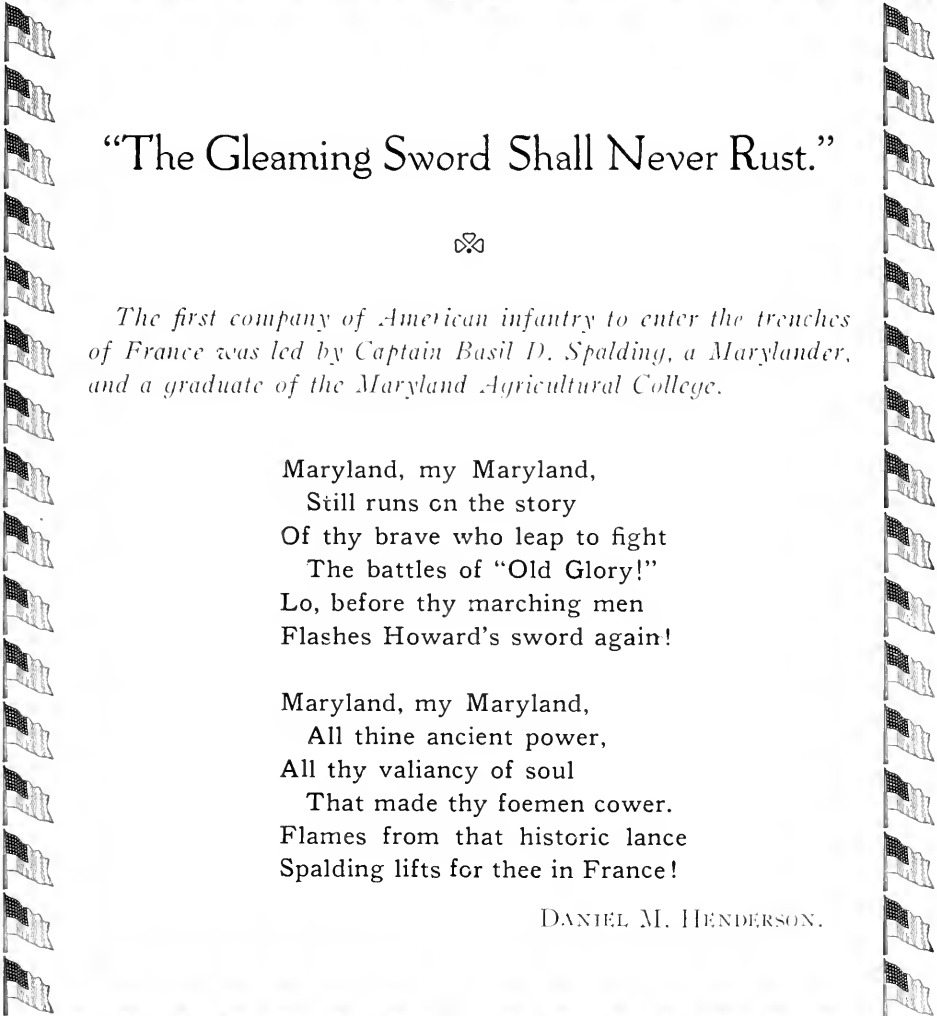 “The Gleaming Sword Shall Never Rust.”
The first company of American infantry to enter the trenches
of France was led by Captain Basil D. Spalding, a Marylander,
and a graduate of the Maryland Agricultural College.
Maryland, my Maryland,
Still runs on the story
Of thy brave who leap to fight
The battles of “Old Glory!”
Lo, before thy marching men
Flashes Howard’s sword again!
Maryland, my Maryland,
All thine ancient power,
All thy valiancy of soul
That made thy foemen cower.
Flames from that historic lance
Spalding lifts for thee in France!
DANIEL M. HENDERSON.